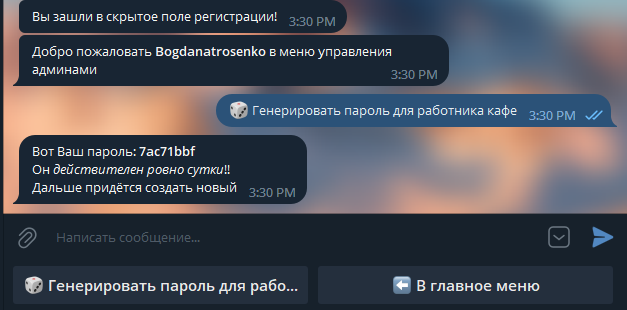 Вы зашли в скрытое поле регистрации!
3:30 PM
Добро пожаловать Bogdanatrosenko в меню управления
админами
3:30 PM
🎲 Генерировать пароль для работника кафе
3:30 PM
Вот Ваш пароль: 7ac71bbf
Он действителен ровно сутки!!
Дальше придётся создать новый
3:30 PM
Написать сообщение...
🎲 Генерировать пароль для рабо...
⬅️ В главное меню